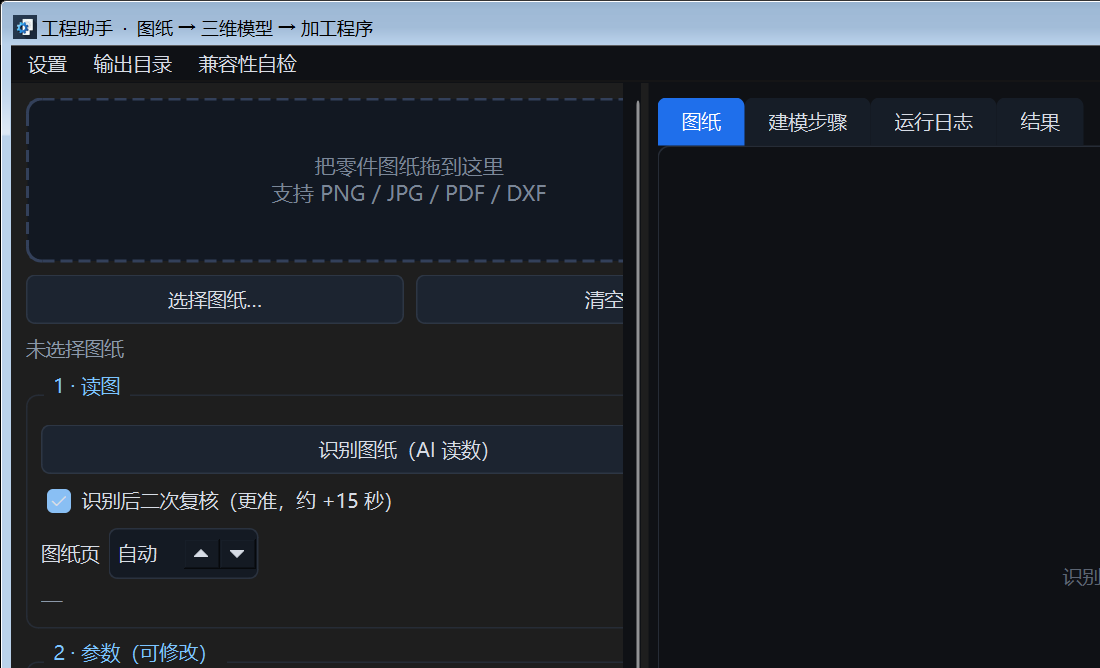 工程助手 · 图纸 → 三维模型 → 加工程序
设置 输出目录 兼容性自检
把零件图纸拖到这里
支持 PNG / JPG / PDF / DXF
选择图纸... 清空
未选择图纸
1 · 读图
识别图纸（AI 读数）
识别后二次复核（更准，约 +15 秒）
图纸页 自动
—
2 · 参数（可修改）
图纸 建模步骤 运行日志 结果
识别